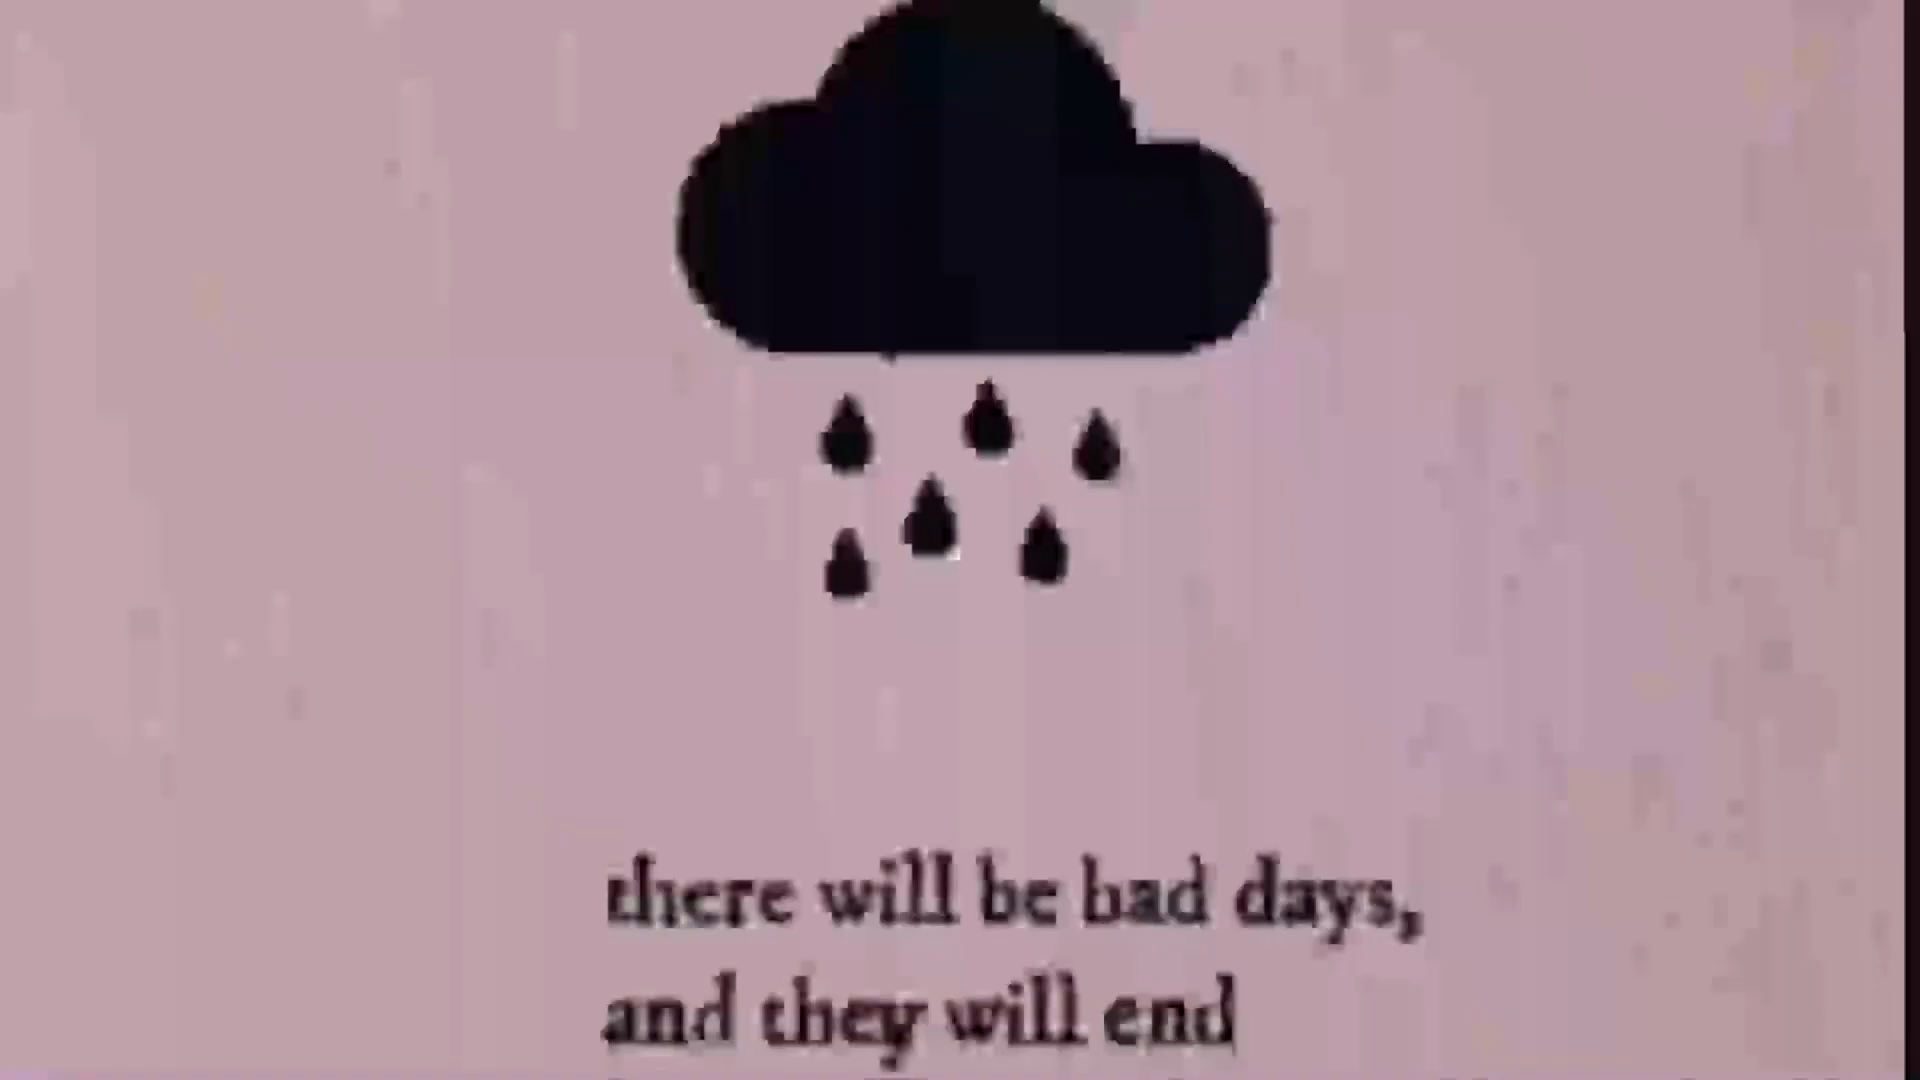 there will be bad days,
and they will end